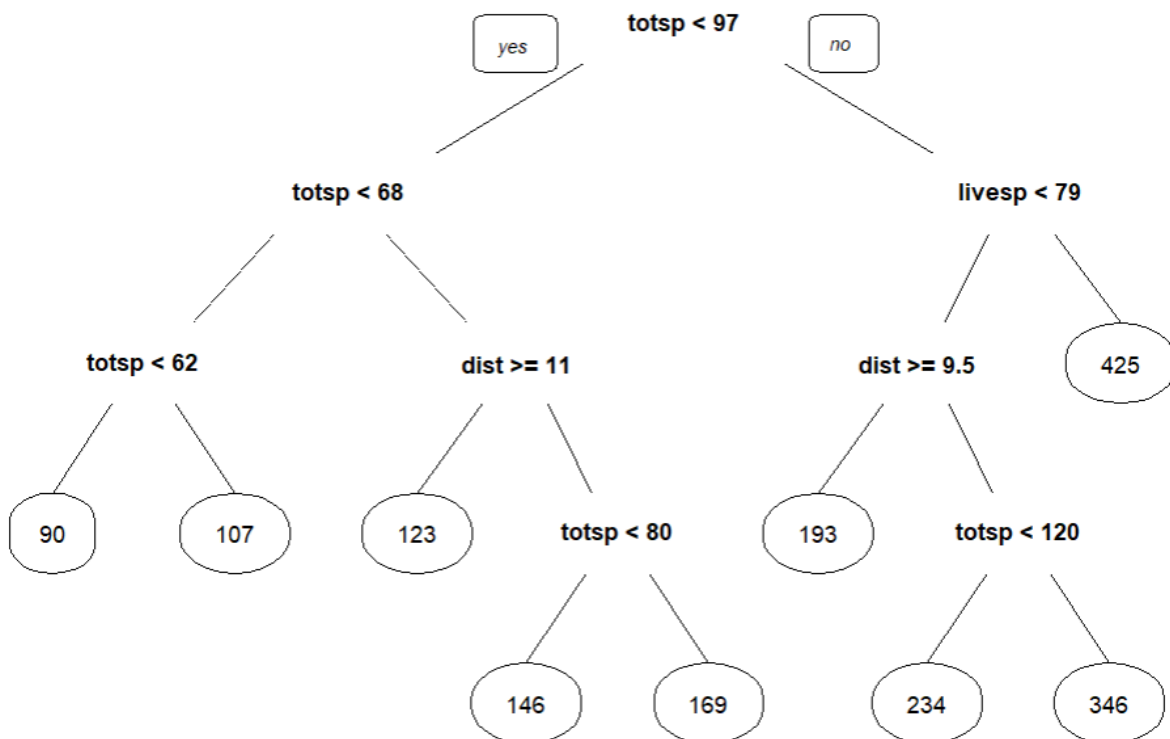 totsp < 97
yes
no
totsp < 68
livesp < 79
totsp < 62
dist >= 11
dist >= 9.5
425
90
107
123
totsp < 80
193
totsp < 120
146
169
234
346